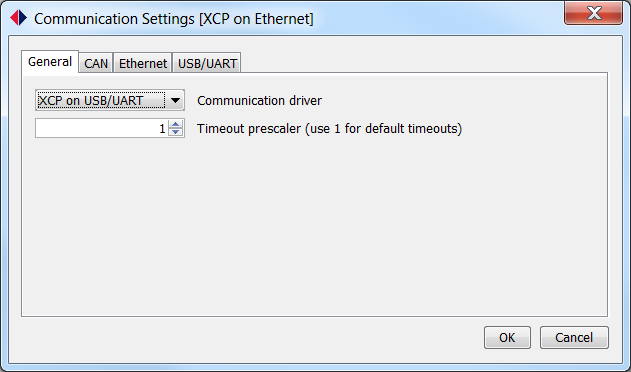 Communication Settings [XCP on Ethernet]
General CAN Ethernet USB/UART
XCP on USB/UART Communication driver
1 Timeout prescaler (use 1 for default timeouts)
OK Cancel